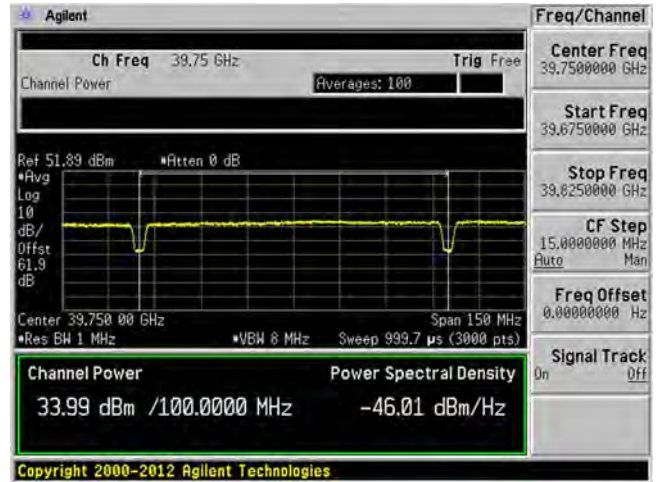 Agilent
Freq/Channel
Ch Freq 39.75 GHz Trig Free
Channel Power Averages: 100
Center Freq
39.7500000 GHz
Start Freq
39.6750000 GHz
Stop Freq
39.8250000 GHz
CF Step
15.0000000 MHz
Auto Man
Freq Offset
0.00000000 Hz
Signal Track
On Off
Ref 51.89 dBm *Atten 0 dB
*Avg
Log
10
dB/
Offst
61.9
dB
Center 39.750 00 GHz Span 150 MHz
*Res BW 1 MHz *VBW 8 MHz Sweep 999.7 µs (3000 pts)
Channel Power Power Spectral Density
33.99 dBm /100.0000 MHz -46.01 dBm/Hz
Copyright 2000-2012 Agilent Technologies